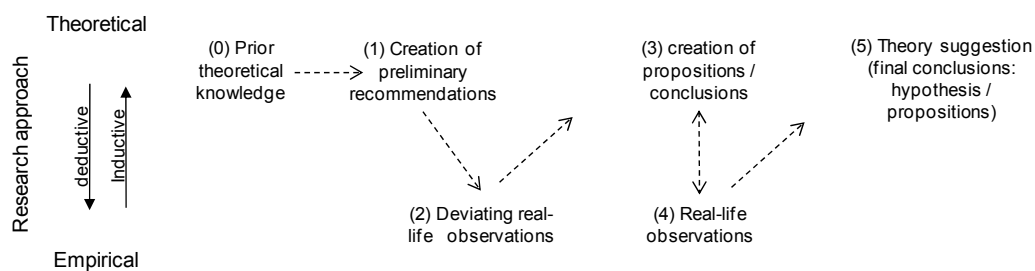 Theoretical
Research approach
deductive
Inductive
Empirical
(0) Prior
theoretical
knowledge
(1) Creation of
preliminary
recommendations
(2) Deviating real-
life observations
(3) creation of
propositions /
conclusions
(4) Real-life
observations
(5) Theory suggestion
(final conclusions:
hypothesis /
propositions)